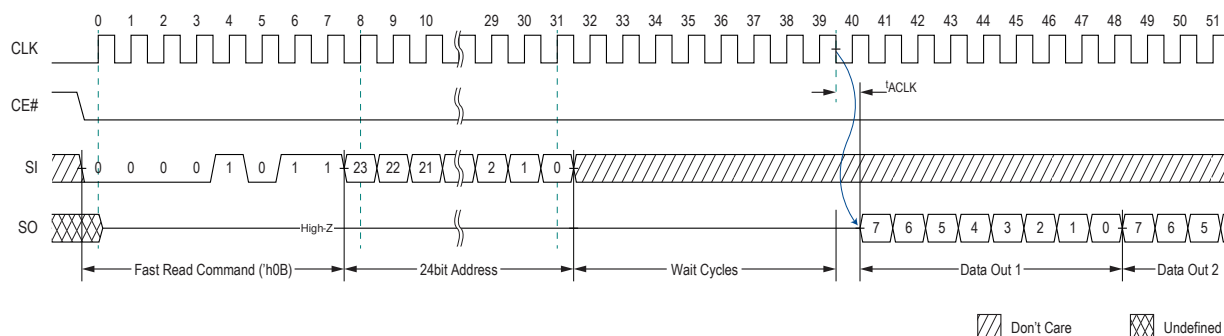 0 1 2 3 4 5 6 7 8 9 10 29 30 31 32 33 34 35 36 37 38 39 40 41 42 43 44 45 46 47 48 49 50 51
CLK
tACLK
CE#
SI 0 0 0 0 1 0 1 1 23 22 21 2 1 0
SO High-Z 7 6 5 4 3 2 1 0 7 6 5
Fast Read Command ('h0B) 24bit Address Wait Cycles Data Out 1 Data Out 2
Don't Care Undefined